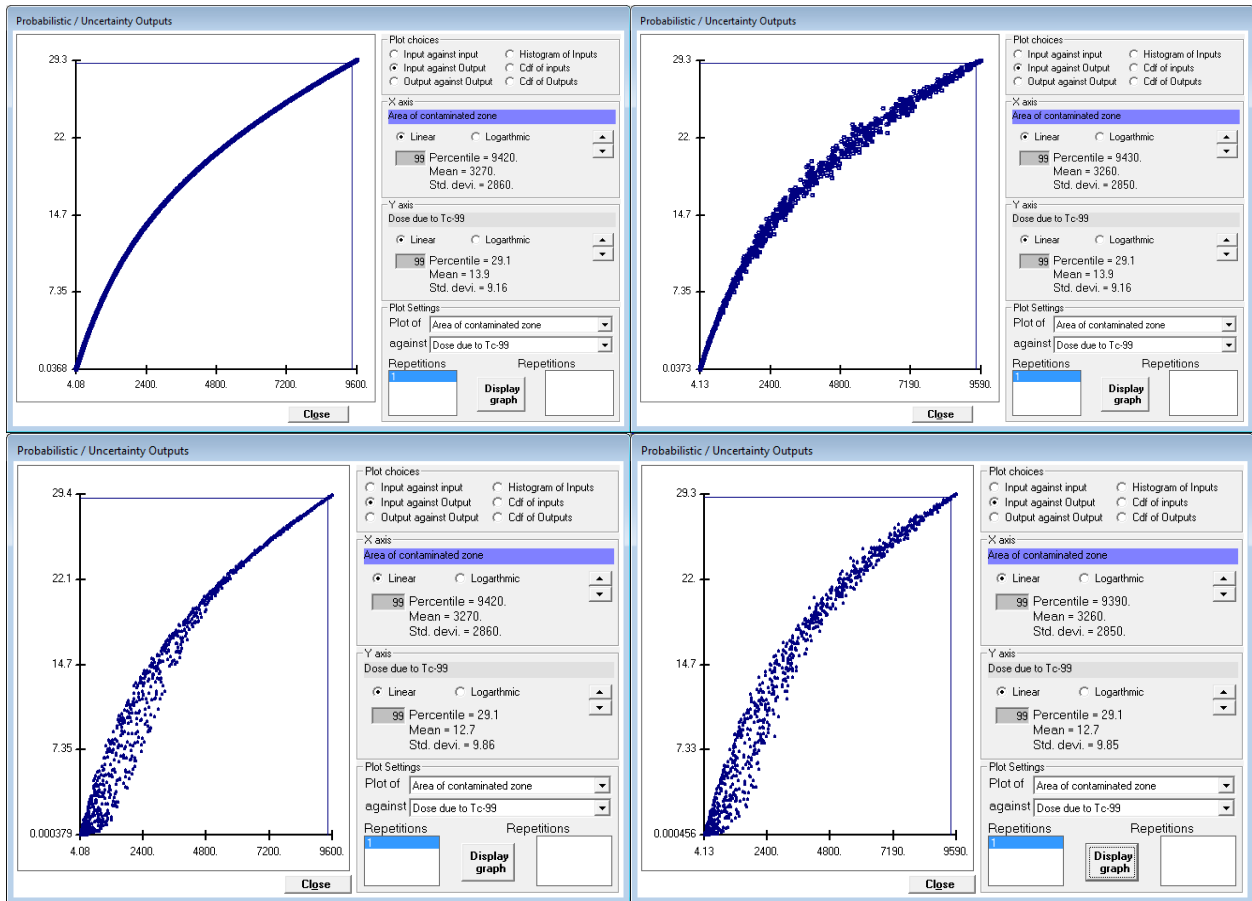 Probabilistic / Uncertainty Outputs
29.3
22.
14.7
7.35
0.0368
4.08 2400. 4800. 7200. 9600.
Close
Plot choices
Input against input Histogram of Inputs
Input against Output Cdf of inputs
Output against Output Cdf of Outputs
X axis
Area of contaminated zone
Linear Logarthmic
99 Percentile = 9420.
Mean = 3270.
Std. devi. = 2860.
Y axis
Dose due to Tc-99
Linear Logarthmic
99 Percentile = 29.1
Mean = 13.9
Std. devi. = 9.16
Plot Settings
Plot of Area of contaminated zone
against Dose due to Tc-99
Repetitions Repetitions
1
Display
graph
Probabilistic / Uncertainty Outputs
29.3
22.
14.7
7.35
0.0373
4.13 2400. 4800. 7190. 9590.
Close
Plot choices
Input against input Histogram of Inputs
Input against Output Cdf of inputs
Output against Output Cdf of Outputs
X axis
Area of contaminated zone
Linear Logarthmic
99 Percentile = 9430.
Mean = 3260.
Std. devi. = 2850.
Y axis
Dose due to Tc-99
Linear Logarthmic
99 Percentile = 29.1
Mean = 13.9
Std. devi. = 9.16
Plot Settings
Plot of Area of contaminated zone
against Dose due to Tc-99
Repetitions Repetitions
1
Display
graph
Probabilistic / Uncertainty Outputs
29.4
22.1
14.7
7.35
0.000379
4.08 2400. 4800. 7200. 9600.
Close
Plot choices
Input against input Histogram of Inputs
Input against Output Cdf of inputs
Output against Output Cdf of Outputs
X axis
Area of contaminated zone
Linear Logarthmic
99 Percentile = 9420.
Mean = 3270.
Std. devi. = 2860.
Y axis
Dose due to Tc-99
Linear Logarthmic
99 Percentile = 29.1
Mean = 12.7
Std. devi. = 9.86
Plot Settings
Plot of Area of contaminated zone
against Dose due to Tc-99
Repetitions Repetitions
1
Display
graph
Probabilistic / Uncertainty Outputs
29.3
22.
14.7
7.33
0.000456
4.13 2400. 4800. 7190. 9590.
Close
Plot choices
Input against input Histogram of Inputs
Input against Output Cdf of inputs
Output against Output Cdf of Outputs
X axis
Area of contaminated zone
Linear Logarthmic
99 Percentile = 9390.
Mean = 3260.
Std. devi. = 2850.
Y axis
Dose due to Tc-99
Linear Logarthmic
99 Percentile = 29.1
Mean = 12.7
Std. devi. = 9.85
Plot Settings
Plot of Area of contaminated zone
against Dose due to Tc-99
Repetitions Repetitions
1
Display
graph